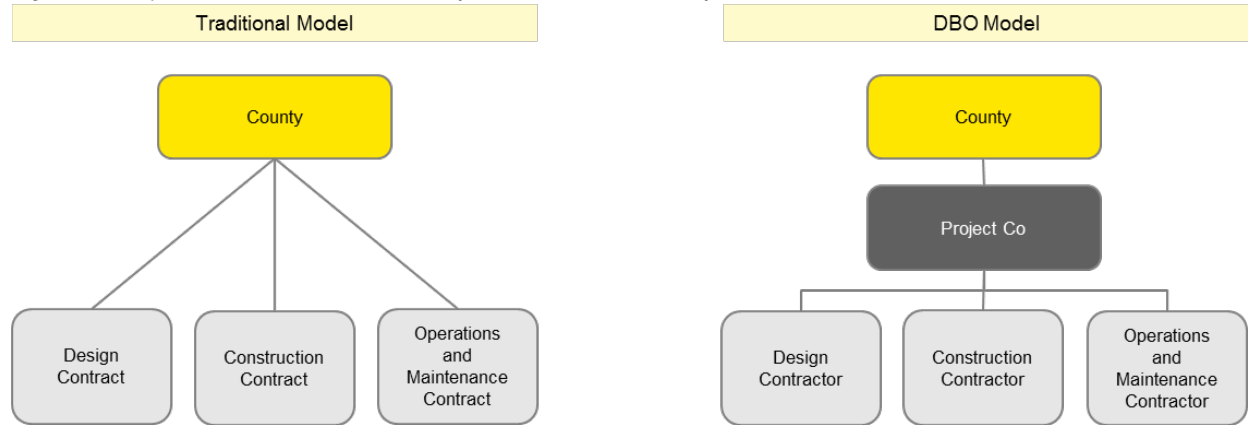 Traditional Model
County
Design
Contract
Construction
Contract
Operations
and
Maintenance
Contract
DBO Model
County
Project Co
Design
Contractor
Construction
Contractor
Operations
and
Maintenance
Contractor